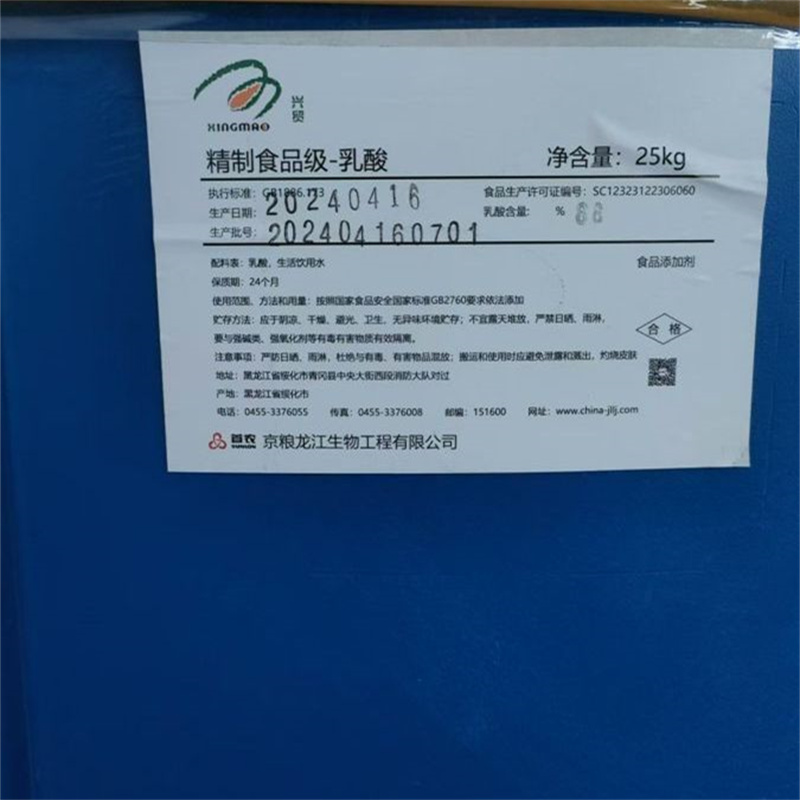 兴贸
XINGMAO
精制食品级-乳酸 净含量：25kg
执行标准：GB1886.173 食品生产许可证编号：SC12323122306060
生产日期：20240416 乳酸含量： %
生产批号：202404160701
配料表：乳酸，生活饮用水 食品添加剂
保质期：24个月
使用范围、方法和用量：按照国家食品安全国家标准GB2760要求依法添加
贮存方法：应于阴凉、干燥、避光、卫生、无异味环境贮存；不宜露天堆放，严禁日晒、雨淋，
要与强碱类、强氧化剂等有毒有害物质有效隔离。
合格
注意事项：严防日晒、雨淋，杜绝与有毒、有害物品混放；搬运和使用时应避免泄露和溅出，灼烧皮肤
地址：黑龙江省绥化市青冈县中央大街西段消防大队对过
产地：黑龙江省绥化市
电话：0455-3376055 传真：0455-3376008 邮编：151600 网址：www.china-jlj.com
首农 京粮龙江生物工程有限公司